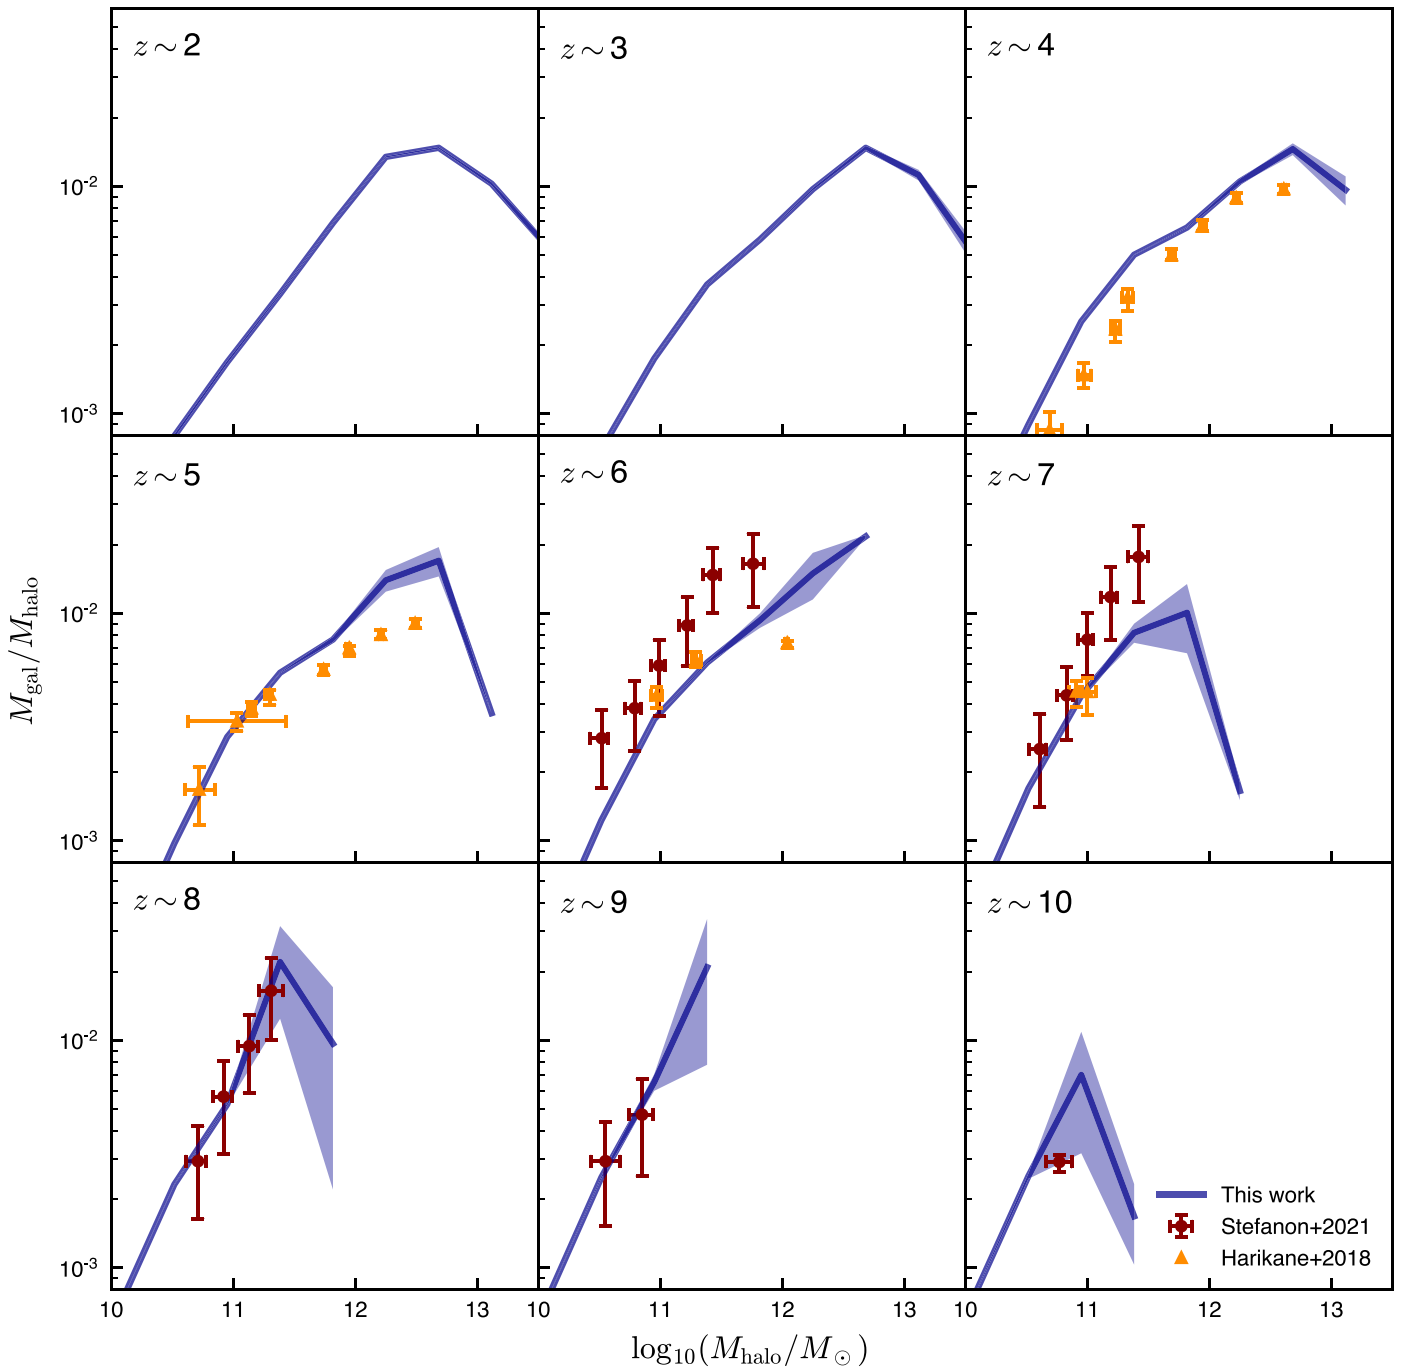 z ~ 2
z ~ 3
z ~ 4
10⁻²
10⁻³
z ~ 5
z ~ 6
z ~ 7
10⁻²
10⁻³
M_gal/M_halo
z ~ 8
z ~ 9
z ~ 10
10⁻²
10⁻³
This work
Stefanon+2021
Harikane+2018
10 11 12 13 10 11 12 13 10 11 12 13
log₁₀(M_halo/M_⊙)